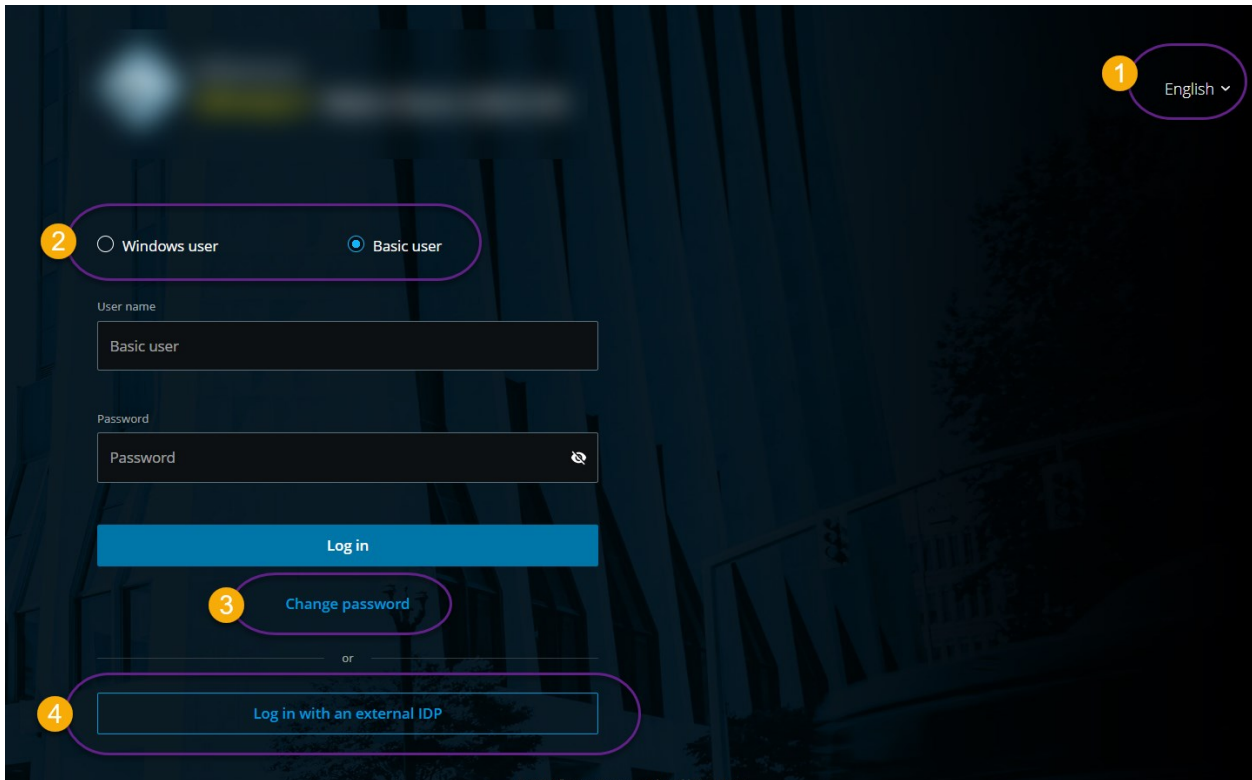 1
English
2
Windows user
Basic user
User name
Basic user
Password
Password
Log in
3
Change password
or
4
Log in with an external IDP